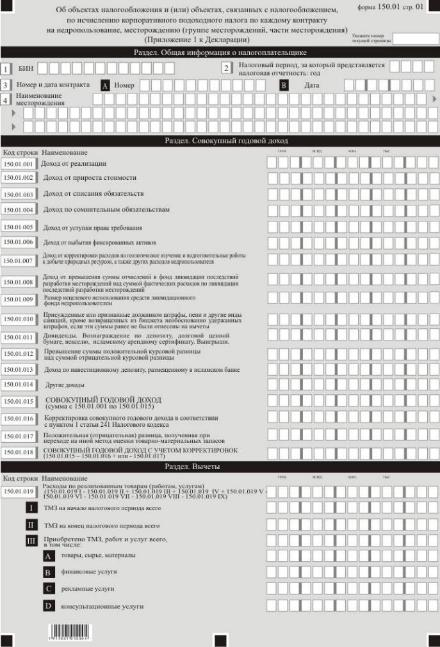 форма 150.01 стр. 01
Об объектах налогообложения и (или) объектах, связанных с налогообложением,
по исчислению корпоративного подоходного налога по каждому контракту
на недропользование, месторождению (группе месторождений, части месторождения)
(Приложение 1 к Декларации)
Укажите номер
текущей страницы
Раздел. Общая информация о налогоплательщике
1 БИН
2 Налоговый период, за который представляется
налоговая отчетность: год
3 Номер и дата контракта A Номер B Дата
4 Наименование
месторождения
Раздел. Совокупный годовой доход
Код строки Наименование
150.01.001 Доход от реализации
150.01.002 Доход от прироста стоимости
150.01.003 Доход от списания обязательств
150.01.004 Доход по сомнительным обязательствам
150.01.005 Доход от уступки права требования
150.01.006 Доход от выбытия фиксированных активов
150.01.007 Доход от корректировки расходов на геологическое изучение и подготовительные работы
к добыче природных ресурсов, а также других расходов недропользователя
150.01.008 Доход от превышения суммы отчислений в фонд ликвидации последствий
разработки месторождений над суммой фактических расходов по ликвидации
последствий разработки месторождений
150.01.009 Размер нецелевого использования средств ликвидационного
фонда недропользователем
150.01.010 Присужденные или признанные должником штрафы, пени и другие виды
санкций, кроме возвращенных из бюджета необоснованно удержанных
штрафов, если эти суммы ранее не были отнесены на вычеты
150.01.011 Дивиденды. Вознаграждение по депозиту, долговой ценной
бумаге, векселю, исламскому арендному сертификату. Выигрыши.
150.01.012 Превышение суммы положительной курсовой разницы
над суммой отрицательной курсовой разницы
150.01.013 Доход по инвестиционному депозиту, размещенному в исламском банке
150.01.014 Другие доходы
150.01.015 СОВОКУПНЫЙ ГОДОВОЙ ДОХОД
(сумма с 150.01.001 по 150.01.015)
150.01.016 Корректировка совокупного годового дохода в соответствии
с пунктом 1 статьи 241 Налогового кодекса
150.01.017 Положительная (отрицательная) разница, полученная при
переходе на иной метод оценки товарно-материальных запасов
150.01.018 СОВОКУПНЫЙ ГОДОВОЙ ДОХОД С УЧЕТОМ КОРРЕКТИРОВОК
(150.01.015 – 150.01.016 + или - 150.01.017)
Раздел. Вычеты
Код строки Наименование
150.01.019 Расходы по реализованным товарам (работам, услугам)
(150.01.019 I - 150.01.019 II + 150.01.019 III + 150.01.019 IV + 150.01.019 V -
150.01.019 VI - 150.01.019 VII - 150.01.019 VIII - 150.01.019 IX)
I ТМЗ на начало налогового периода всего
II ТМЗ на конец налогового периода всего
III Приобретено ТМЗ, работ и услуг всего,
в том числе:
A товары, сырье, материалы
B финансовые услуги
C рекламные услуги
D консультационные услуги